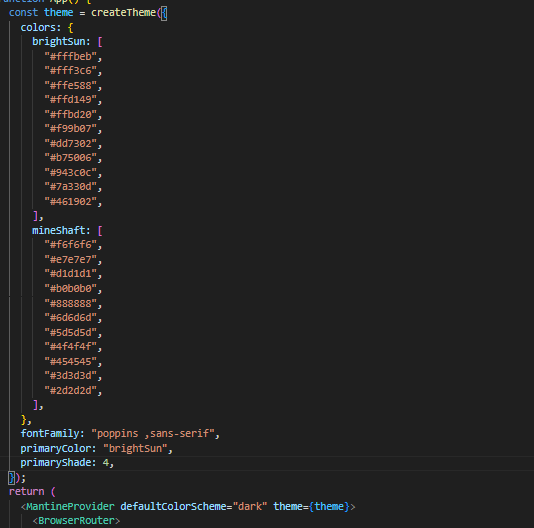 function App() {
const theme = createTheme({
colors: {
brightSun: [
"#fffbeb",
"#fff3c6",
"#ffe588",
"#ffd149",
"#ffbd20",
"#f99b07",
"#dd7302",
"#b75006",
"#943c0c",
"#7a330d",
"#461902",
],
mineShaft: [
"#f6f6f6",
"#e7e7e7",
"#d1d1d1",
"#b0b0b0",
"#888888",
"#6d6d6d",
"#5d5d5d",
"#4f4f4f",
"#454545",
"#3d3d3d",
"#2d2d2d",
],
},
fontFamily: "poppins ,sans-serif",
primaryColor: "brightSun",
primaryShade: 4,
});
return (
<MantineProvider defaultColorScheme="dark" theme={theme}>
<BrowserRouter>